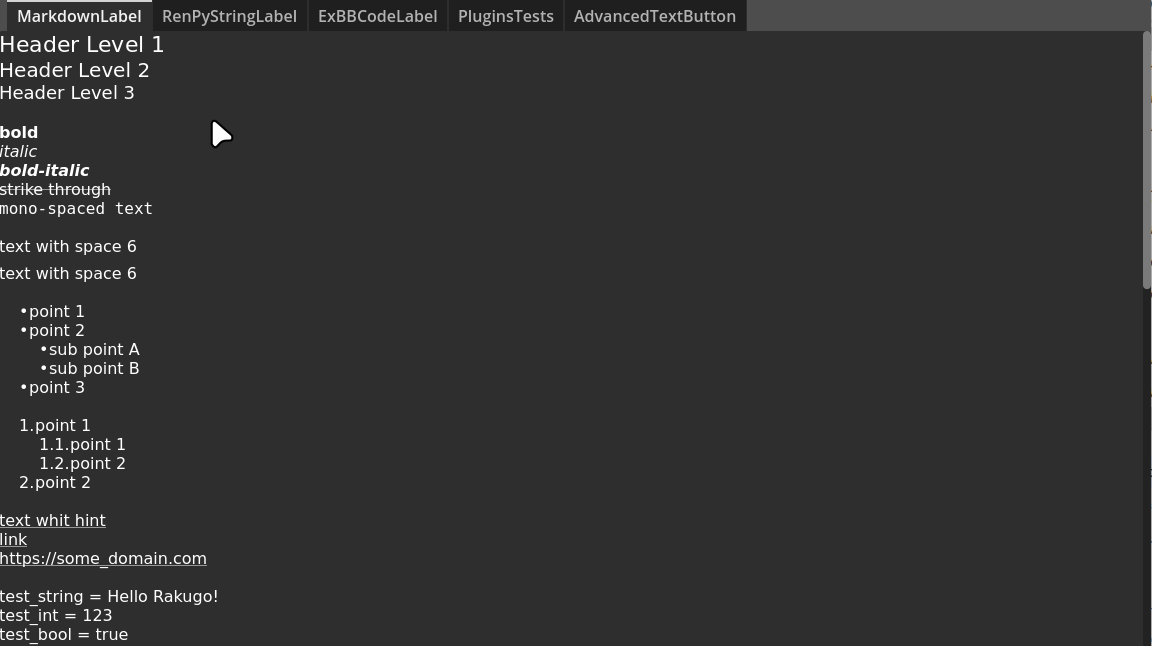 MarkdownLabel RenPyStringLabel ExBBCodeLabel PluginsTests AdvancedTextButton
Header Level 1
Header Level 2
Header Level 3
bold
italic
bold-italic
strike through
mono-spaced text
text with space 6
text with space 6
•point 1
•point 2
•sub point A
•sub point B
•point 3
1.point 1
1.1.point 1
1.2.point 2
2.point 2
text whit hint
link
https://some_domain.com
test_string = Hello Rakugo!
test_int = 123
test_bool = true